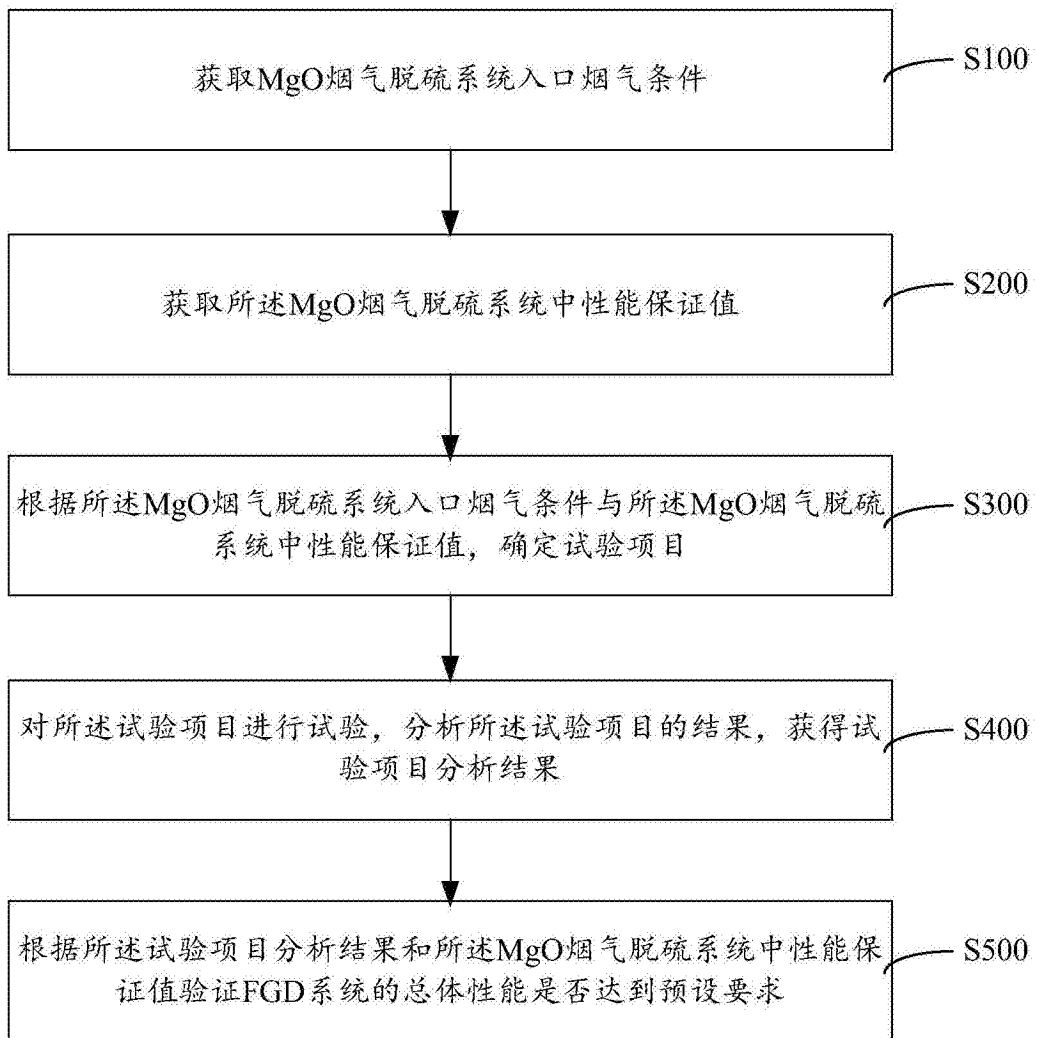 获取MgO烟气脱硫系统入口烟气条件
S100
获取所述MgO烟气脱硫系统中性能保证值
S200
根据所述MgO烟气脱硫系统入口烟气条件与所述MgO烟气脱硫
系统中性能保证值，确定试验项目
S300
对所述试验项目进行试验，分析所述试验项目的结果，获得试
验项目分析结果
S400
根据所述试验项目分析结果和所述MgO烟气脱硫系统中性能保
证值验证FGD系统的总体性能是否达到预设要求
S500